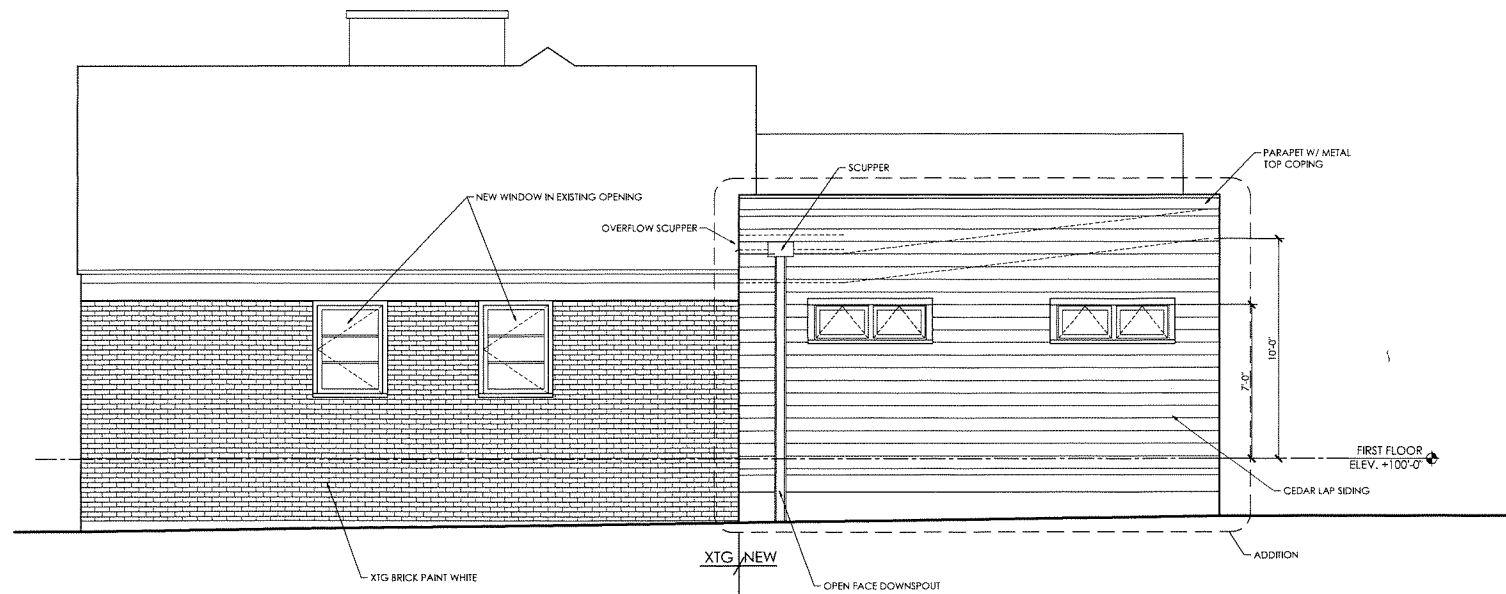 PARAPET W/ METAL
TOP COPING
SCUPPER
NEW WINDOW IN EXISTING OPENING
OVERFLOW SCUPPER
10'-0"
7'-0"
FIRST FLOOR
ELEV. +100'-0"
CEDAR LAP SIDING
XTG NEW
ADDITION
XTG BRICK PAINT WHITE
OPEN FACE DOWNSPOUT